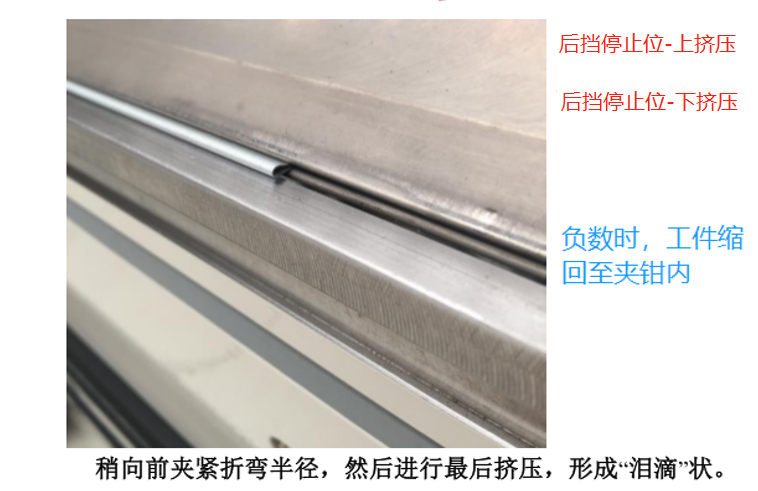 后挡停止位-上挤压
后挡停止位-下挤压
负数时，工件缩
回至夹钳内
稍向前夹紧折弯半径，然后进行最后挤压，形成“泪滴”状。